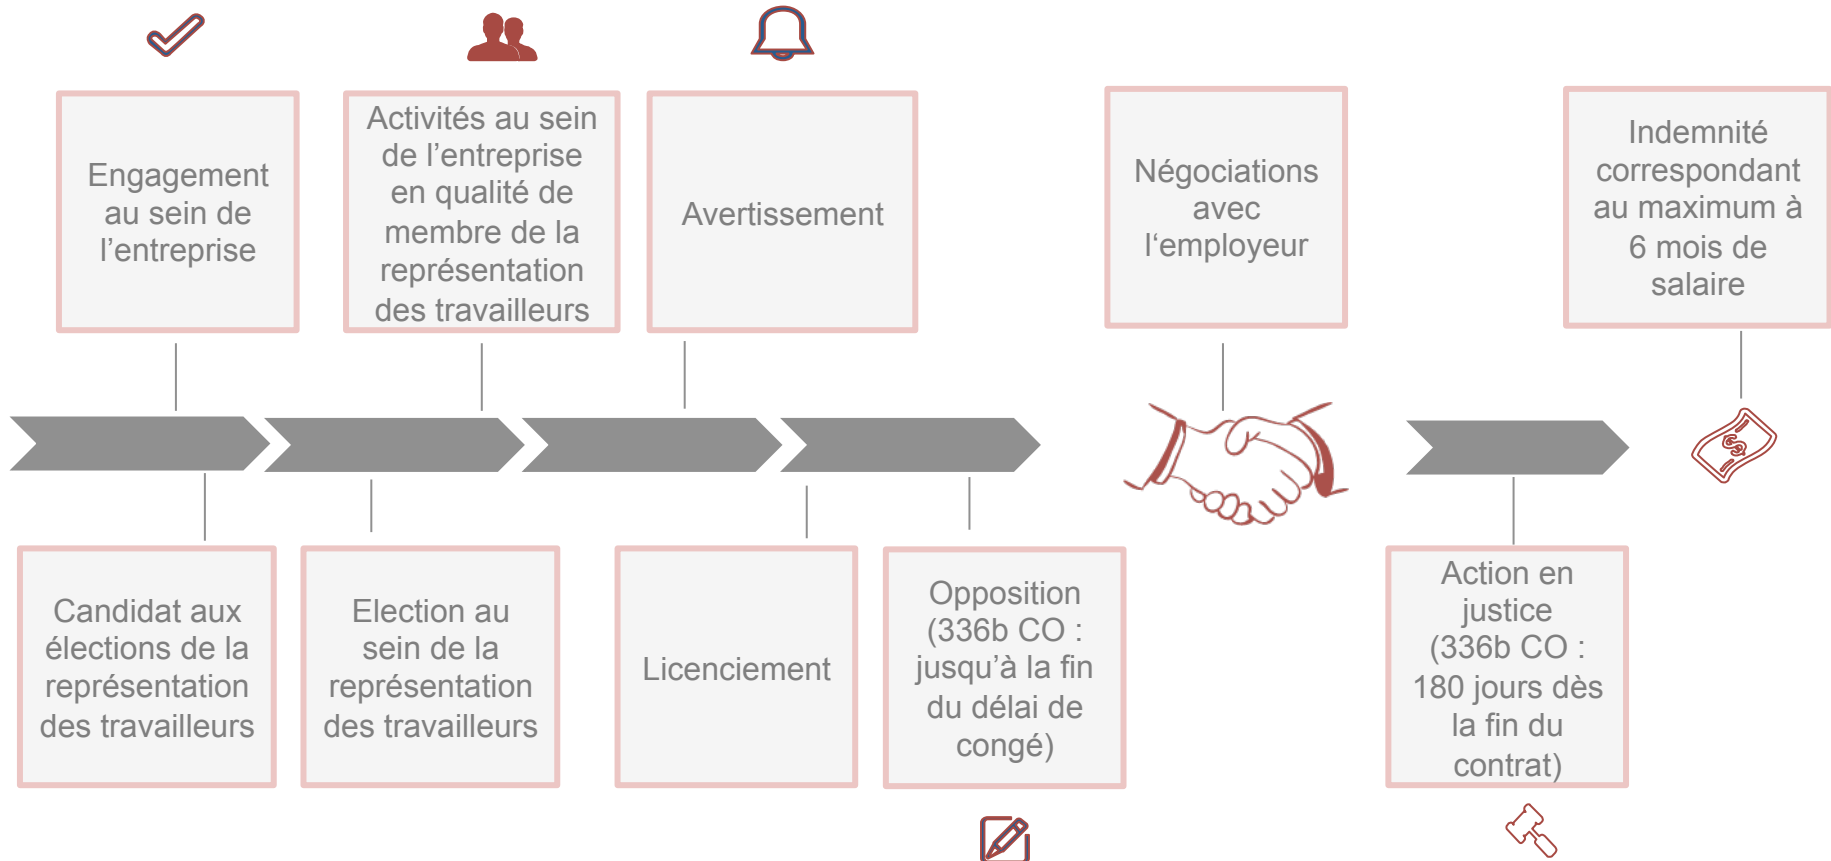 Engagement
au sein de
l’entreprise
Activités au sein
de l’entreprise
en qualité de
membre de la
représentation
des travailleurs
Avertissement
Négociations
avec
l‘employeur
Indemnité
correspondant
au maximum à
6 mois de
salaire
Candidat aux
élections de la
représentation
des travailleurs
Election au
sein de la
représentation
des travailleurs
Licenciement
Opposition
(336b CO :
jusqu’à la fin
du délai de
congé)
Action en
justice
(336b CO :
180 jours dès
la fin du
contrat)